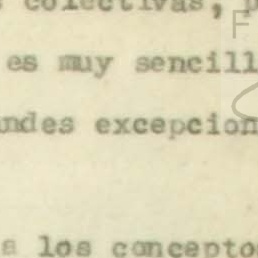 colectivas,
es muy sencill
ndes excepcion
a los concepto